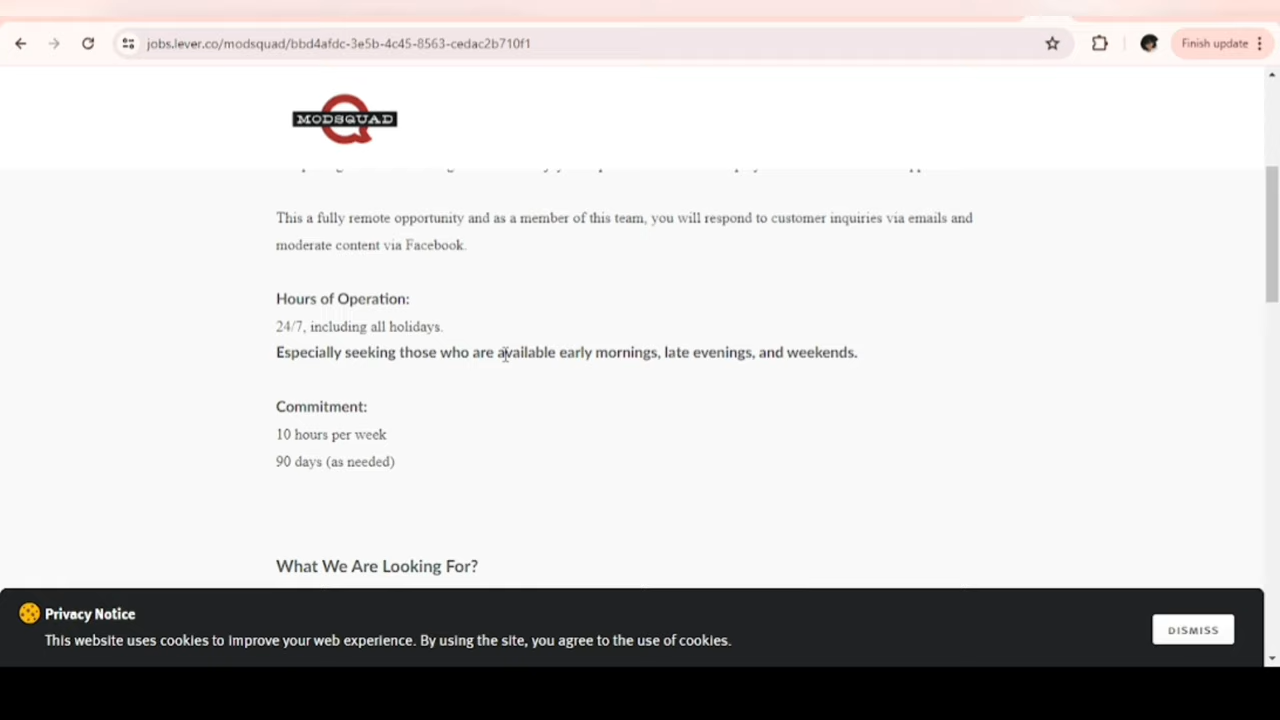 jobs.lever.co/modsquad/bbd4afdc-3e5b-4c45-8563-cedac2b710f1
Finish update
MODSQUAD
This a fully remote opportunity and as a member of this team, you will respond to customer inquiries via emails and
moderate content via Facebook.
Hours of Operation:
24/7, including all holidays.
Especially seeking those who are available early mornings, late evenings, and weekends.
Commitment:
10 hours per week
90 days (as needed)
What We Are Looking For?
Privacy Notice
This website uses cookies to improve your web experience. By using the site, you agree to the use of cookies.
DISMISS